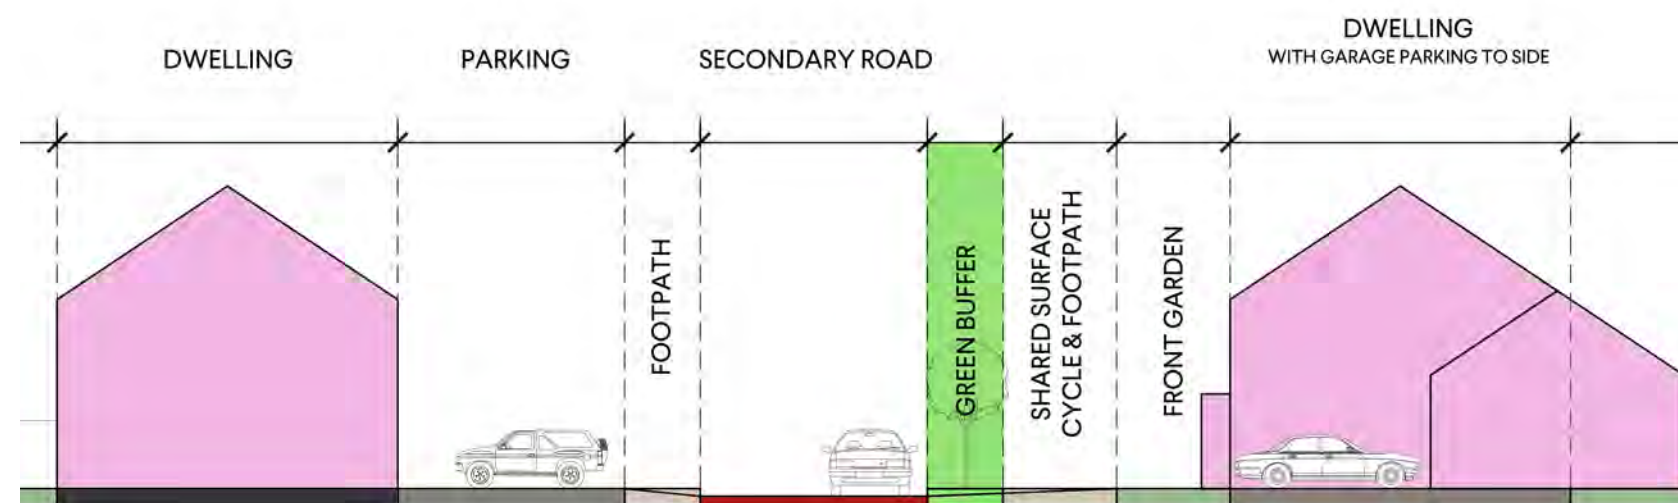 DWELLING
PARKING
SECONDARY ROAD
DWELLING
WITH GARAGE PARKING TO SIDE
FOOTPATH
GREEN BUFFER
SHARED SURFACE
CYCLE & FOOTPATH
FRONT GARDEN